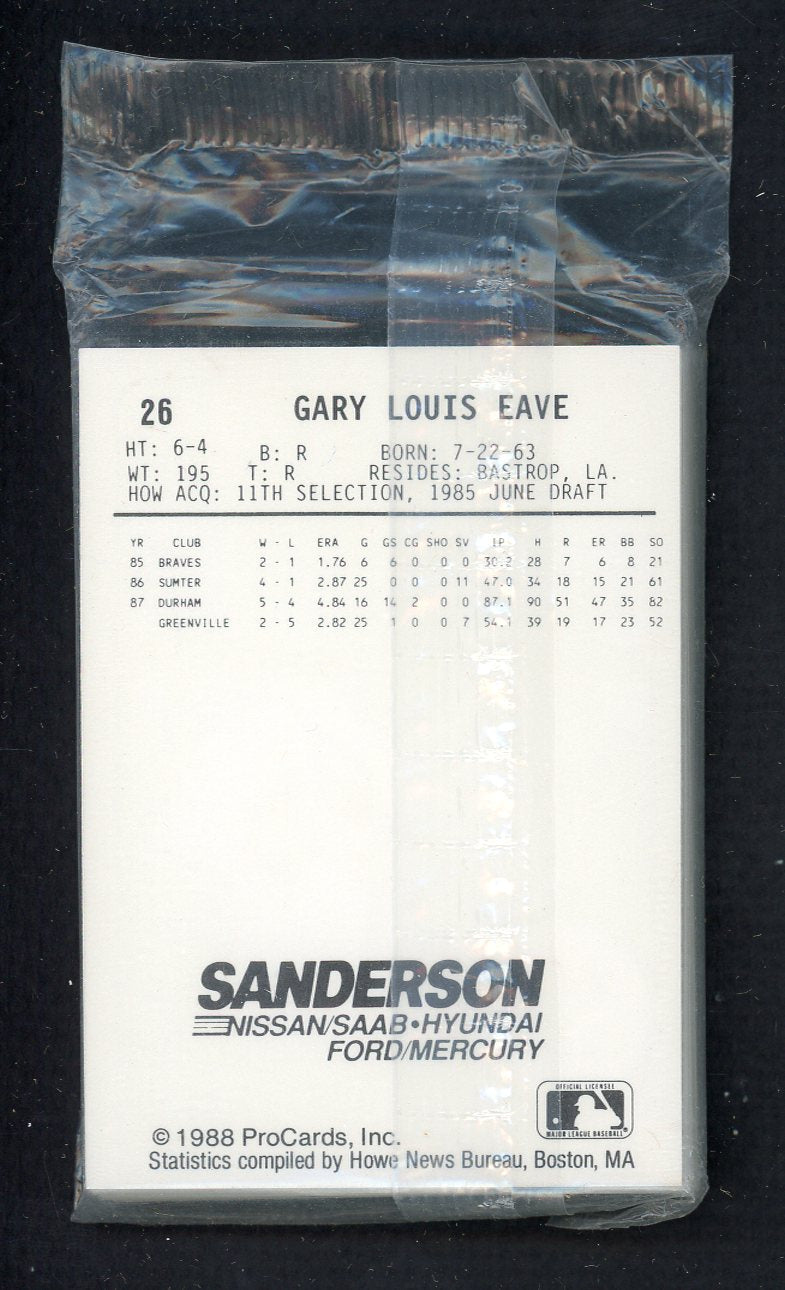 26 GARY LOUIS EAVE
HT: 6-4 B: R BORN: 7-22-63
WT: 195 T: R RESIDES: BASTROP, LA.
HOW ACQ: 11TH SELECTION, 1985 JUNE DRAFT
YR CLUB W - L ERA G GS CG SHO SV IP H R ER BB SO
85 BRAVES 2 - 1 1.76 6 6 0 0 0 30.2 28 7 6 8 21
86 SUMTER 4 - 1 2.87 25 0 0 0 11 47.0 34 18 15 21 61
87 DURHAM 5 - 4 4.84 16 14 2 0 0 87.1 90 51 47 35 82
GREENVILLE 2 - 5 2.82 25 1 0 0 7 54.1 39 19 17 23 52
SANDERSON
NISSAN/SAAB•HYUNDAI
FORD/MERCURY
OFFICIAL LICENSEE
MAJOR LEAGUE BASEBALL®
© 1988 ProCards, Inc.
Statistics compiled by Howe News Bureau, Boston, MA